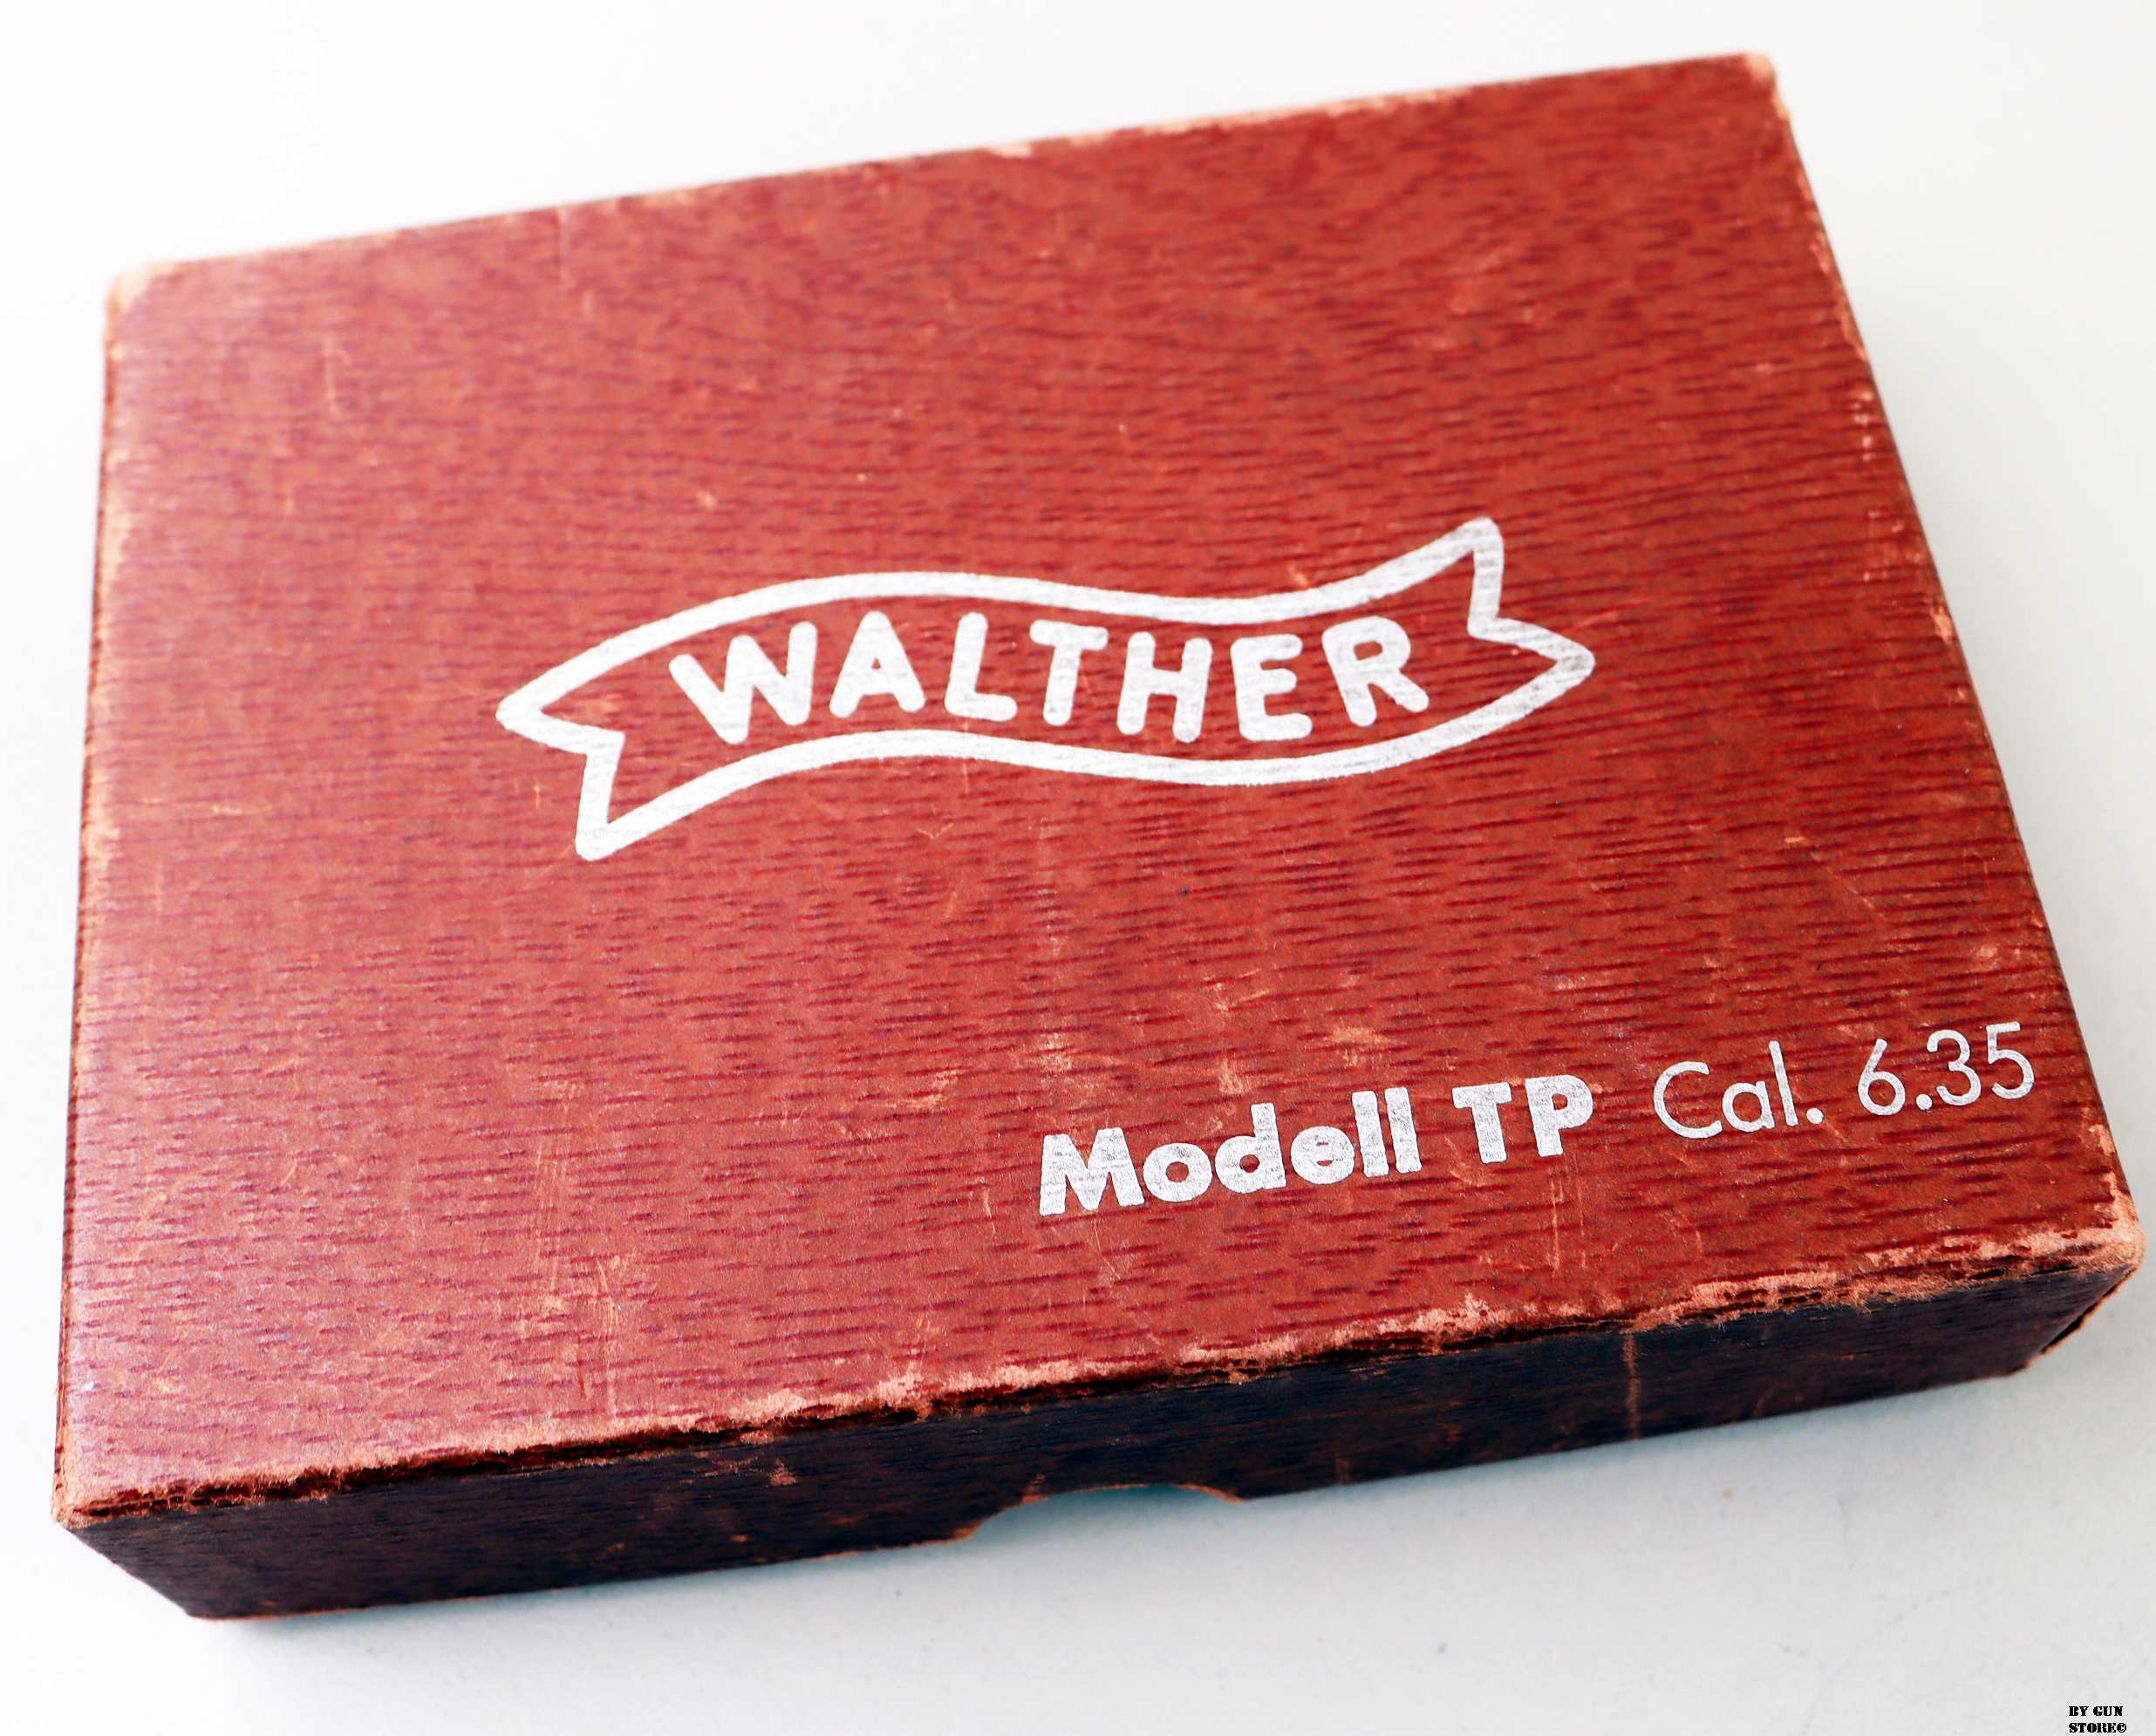 WALTHER
Modell TP Cal. 6.35
BY GUN
STORE©